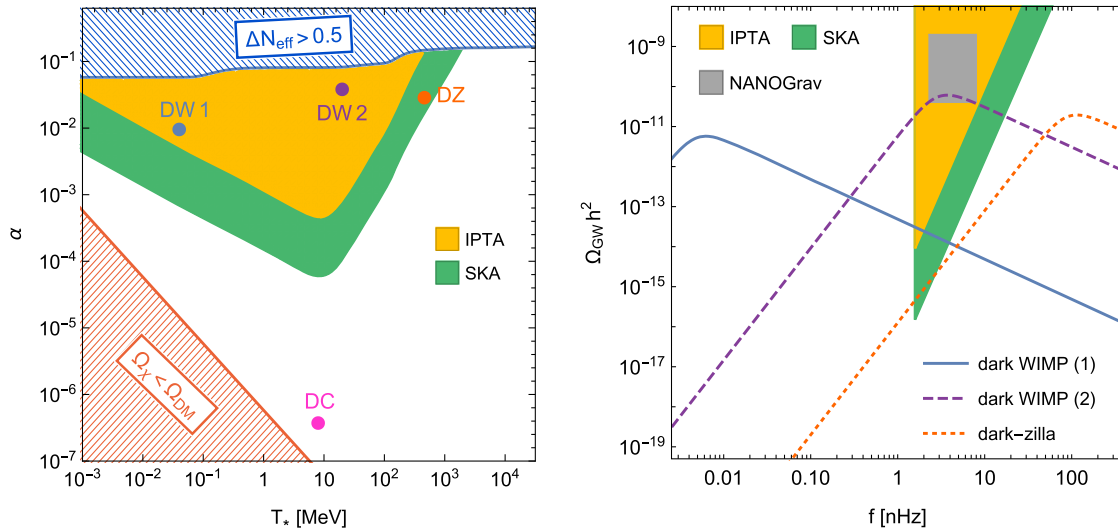 ΔN_eff > 0.5
DW 1
DW 2
DZ
IPTA
SKA
Ω_χ < Ω_DM
DC
α
10^-1
10^-2
10^-3
10^-4
10^-5
10^-6
10^-7
10^-3
10^-2
10^-1
1
10
10^2
10^3
10^4
T_* [MeV]
IPTA
SKA
NANOGrav
dark WIMP (1)
dark WIMP (2)
dark-zilla
Ω_GW h^2
10^-9
10^-11
10^-13
10^-15
10^-17
10^-19
0.01
0.10
1
10
100
f [nHz]